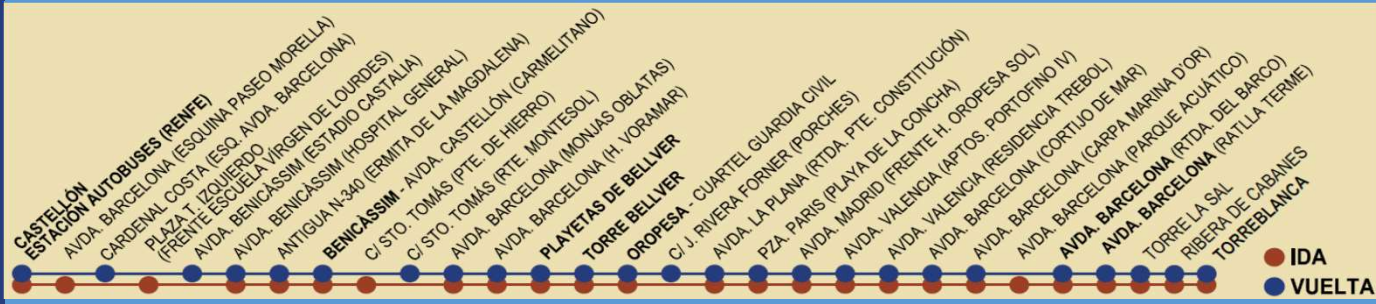 CASTELLÓN
ESTACIÓN AUTOBUSES (RENFE)
AVDA. BARCELONA (ESQUINA PASEO MORELLA)
CARDENAL COSTA (ESQ. AVDA. BARCELONA)
PLAZA T. IZQUIERDO
(FRENTE ESCUELA VÍRGEN DE LOURDES)
AVDA. BENICÀSSIM (ESTADIO CASTALIA)
AVDA. BENICÀSSIM (HOSPITAL GENERAL)
ANTIGUA N-340 (ERMITA DE LA MAGDALENA)
BENICÀSSIM - AVDA. CASTELLÓN (CARMELITANO)
C/ STO. TOMÁS (PTE. DE HIERRO)
C/ STO. TOMÁS (RTE. MONTESOL)
AVDA. BARCELONA (MONJAS OBLATAS)
AVDA. BARCELONA (H. VORAMAR)
PLAYETAS DE BELLVER
TORRE BELLVER
OROPESA - CUARTEL GUARDIA CIVIL
C/ J. RIVERA FORNER (PORCHES)
AVDA. LA PLANA (RTDA. PTE. CONSTITUCIÓN)
PZA. PARIS (PLAYA DE LA CONCHA)
AVDA. MADRID (FRENTE H. OROPESA SOL)
AVDA. VALENCIA (APTOS. PORTOFINO IV)
AVDA. VALENCIA (RESIDENCIA TREBOL)
AVDA. BARCELONA (CORTIJO DE MAR)
AVDA. BARCELONA (CARPA MARINA D'OR)
AVDA. BARCELONA (PARQUE ACUÁTICO)
AVDA. BARCELONA (RTDA. DEL BARCO)
AVDA. BARCELONA (RATLLA TERME)
TORRE LA SAL
RIBERA DE CABANES
TORREBLANCA
IDA
VUELTA